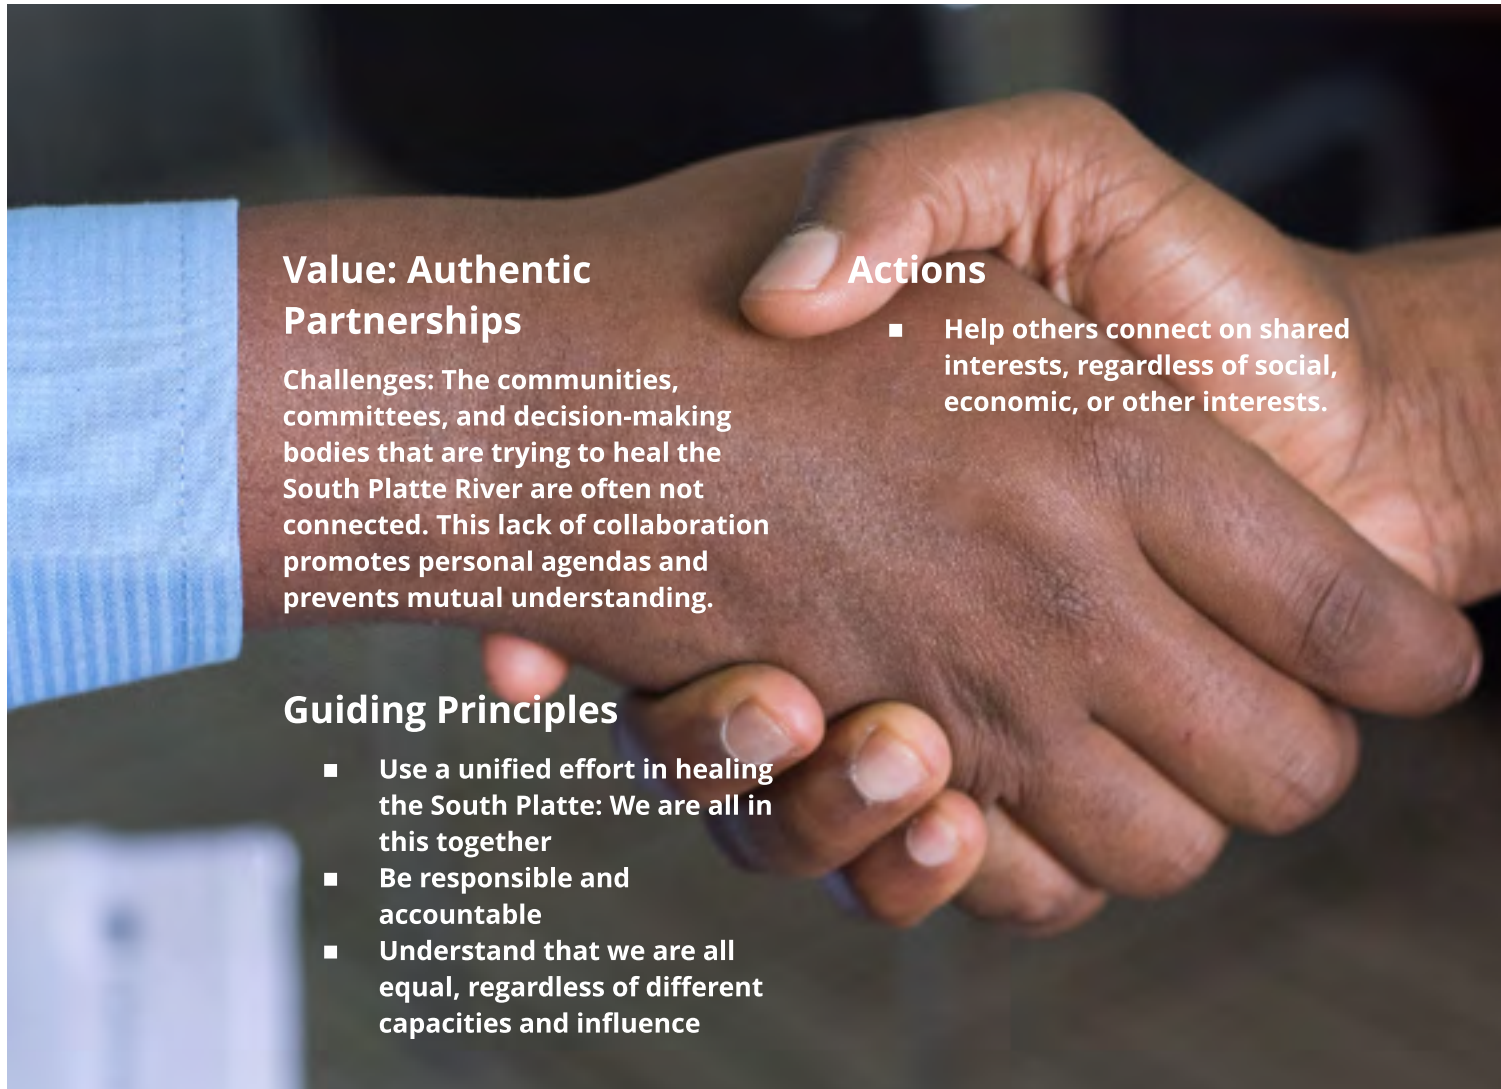 Value: Authentic
Partnerships
Challenges: The communities,
committees, and decision-making
bodies that are trying to heal the
South Platte River are often not
connected. This lack of collaboration
promotes personal agendas and
prevents mutual understanding.
Guiding Principles
▪ Use a unified effort in healing
the South Platte: We are all in
this together
▪ Be responsible and
accountable
▪ Understand that we are all
equal, regardless of different
capacities and influence
Actions
▪ Help others connect on shared
interests, regardless of social,
economic, or other interests.